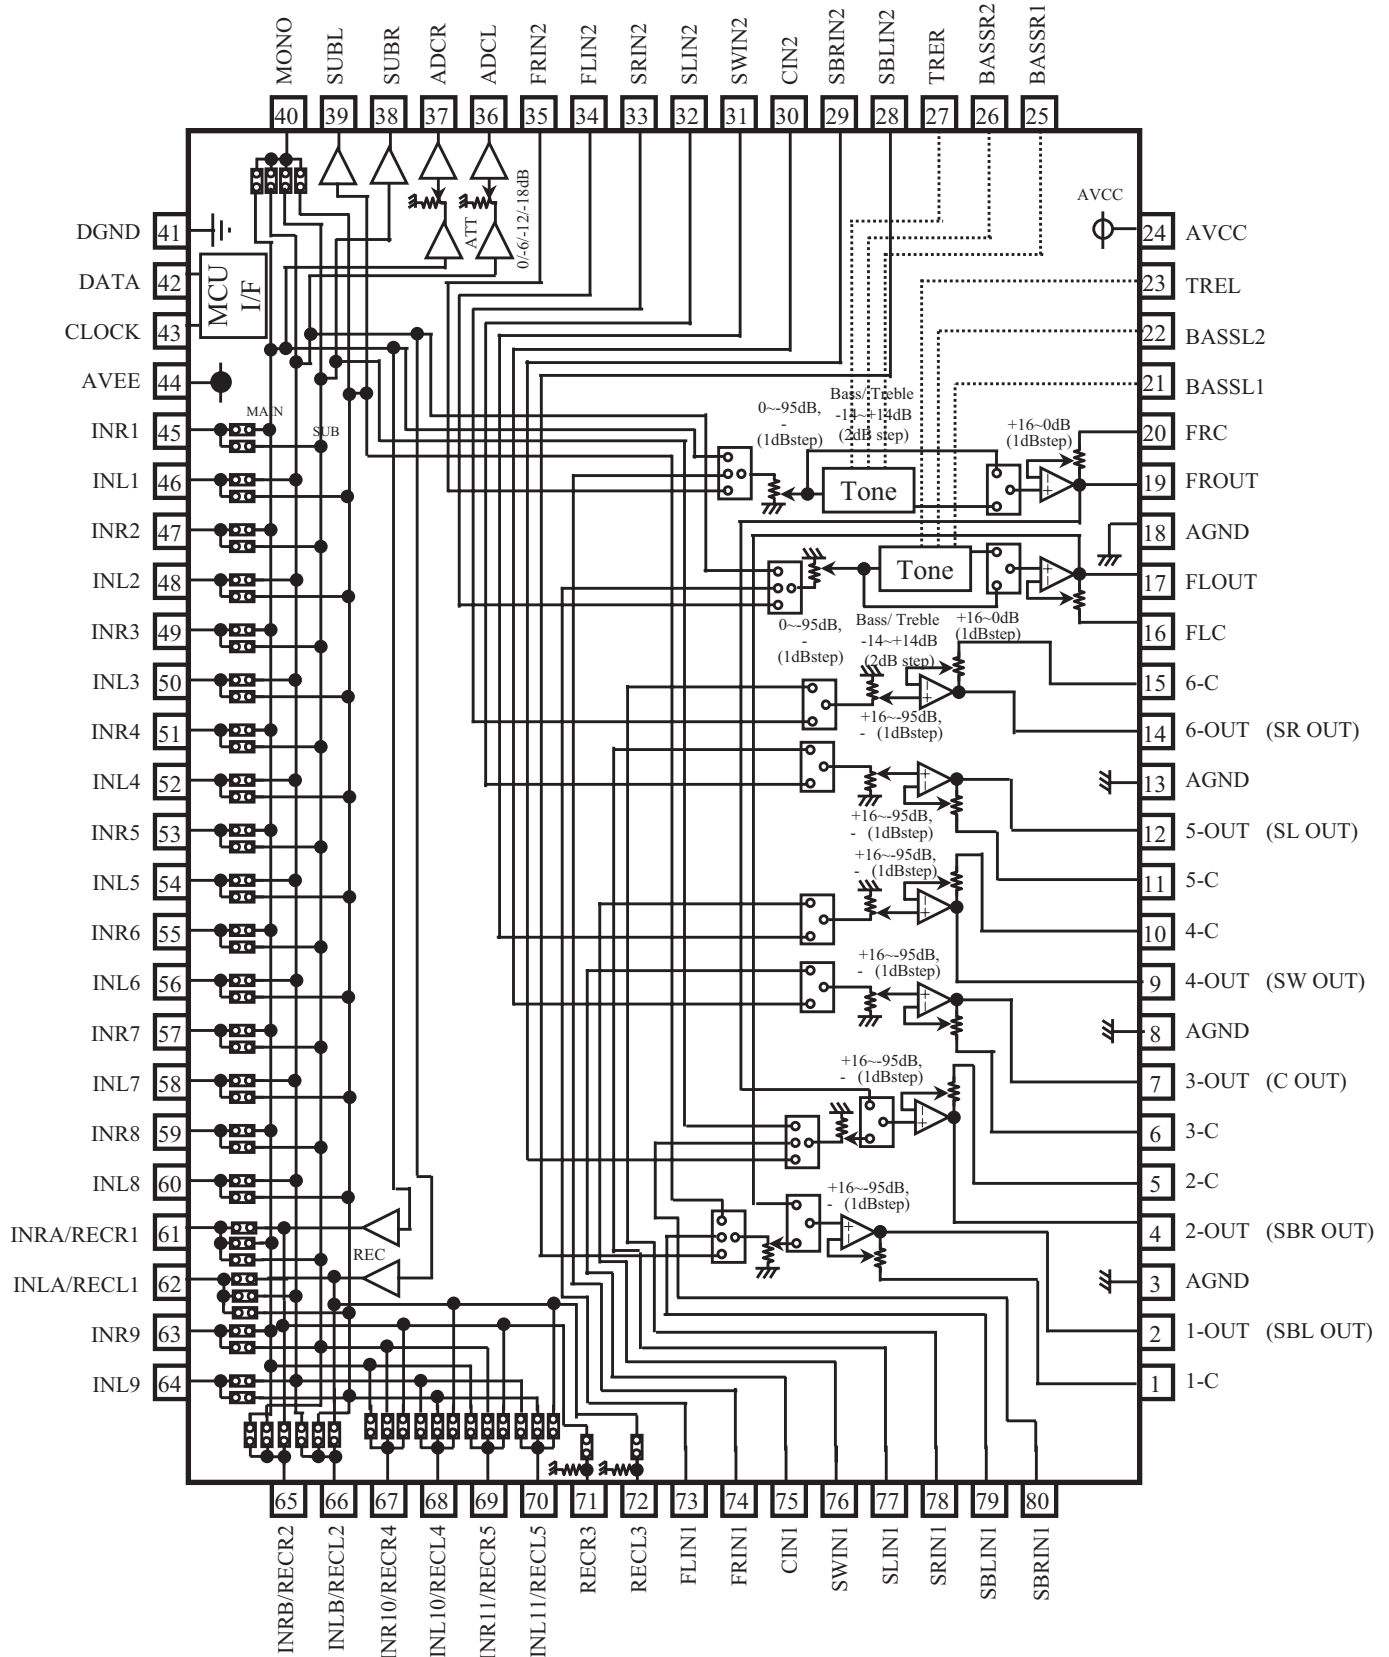 MONO
SUBL
SUBR
ADCR
ADCL
FRIN2
FLIN2
SRIN2
SLIN2
SWIN2
CIN2
SBRIN2
SBLIN2
TRER
BASSR2
BASSR1
40
39
38
37
36
35
34
33
32
31
30
29
28
27
26
25
DGND 41
DATA 42
CLOCK 43
AVEE 44
INR1 45
INL1 46
INR2 47
INL2 48
INR3 49
INL3 50
INR4 51
INL4 52
INR5 53
INL5 54
INR6 55
INL6 56
INR7 57
INL7 58
INR8 59
INL8 60
INRA/RECR1 61
INLA/RECL1 62
INR9 63
INL9 64
MCU
I/F
MAIN
SUB
REC
ATT
0/-6/-12/-18dB
AVCC
0~-95dB,
-
(1dBstep)
Bass/Treble
-14~+14dB
(2dB step)
+16~0dB
(1dBstep)
Tone
+
-
Tone
+
-
0~-95dB,
-
(1dBstep)
Bass/ Treble
-14~+14dB
(2dB step)
+16~0dB
(1dBstep)
-
+
+16~-95dB,
- (1dBstep)
+
-
+16~-95dB,
- (1dBstep)
+16~-95dB,
- (1dBstep)
-
+
+16~-95dB,
- (1dBstep)
+
-
+16~-95dB,
- (1dBstep)
-
+
+16~-95dB,
- (1dBstep)
+
-
24 AVCC
23 TREL
22 BASSL2
21 BASSL1
20 FRC
19 FROUT
18 AGND
17 FLOUT
16 FLC
15 6-C
14 6-OUT (SR OUT)
13 AGND
12 5-OUT (SL OUT)
11 5-C
10 4-C
9 4-OUT (SW OUT)
8 AGND
7 3-OUT (C OUT)
6 3-C
5 2-C
4 2-OUT (SBR OUT)
3 AGND
2 1-OUT (SBL OUT)
1 1-C
65
66
67
68
69
70
71
72
73
74
75
76
77
78
79
80
INRB/RECR2
INLB/RECL2
INR10/RECR4
INL10/RECL4
INR11/RECR5
INL11/RECL5
RECR3
RECL3
FLIN1
FRIN1
CIN1
SWIN1
SLIN1
SRIN1
SBLIN1
SBRIN1